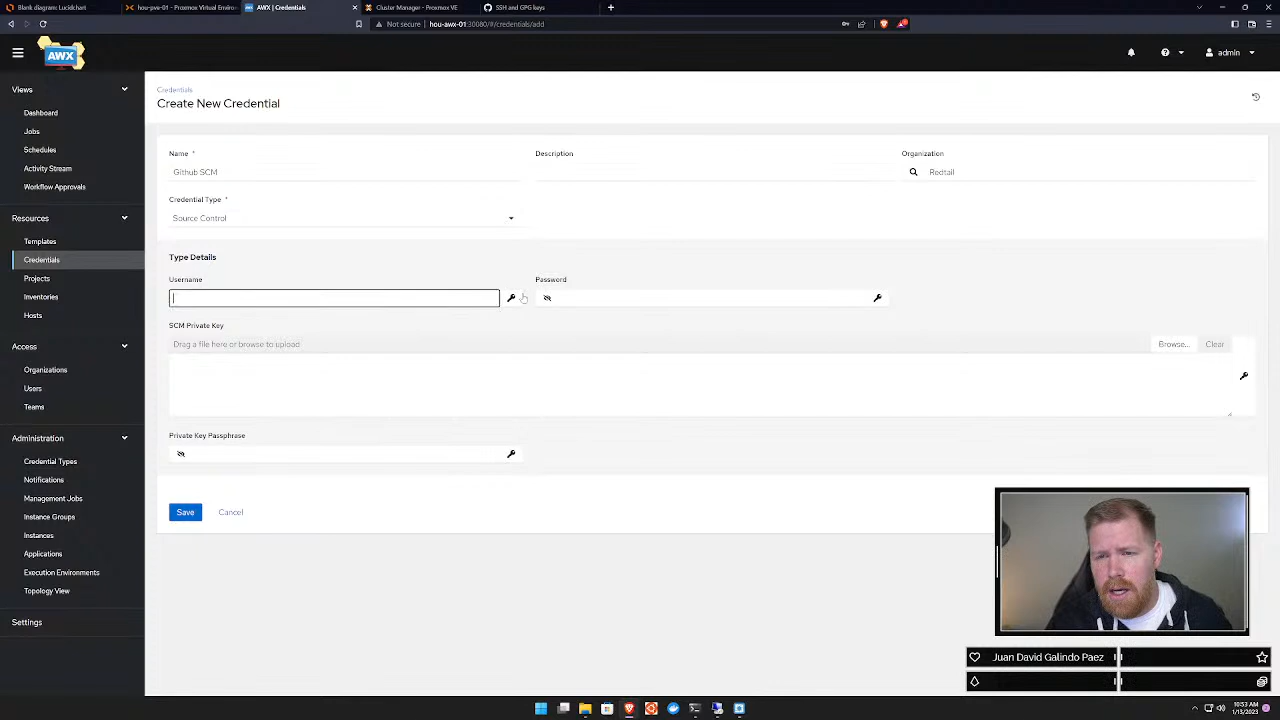 Blank diagram: Lucidchart
hou-pve-01 - Proxmox Virtual Enviro
AWX | Credentials
Cluster Manager - Proxmox VE
SSH and GPG keys
Not secure
hou-awx-01:30080/#/credentials/add
AWX
admin
Views
Dashboard
Jobs
Schedules
Activity Stream
Workflow Approvals
Resources
Templates
Credentials
Projects
Inventories
Hosts
Access
Organizations
Users
Teams
Administration
Credential Types
Notifications
Management Jobs
Instance Groups
Instances
Applications
Execution Environments
Topology View
Settings
Credentials
Create New Credential
Name *
Description
Organization
Github SCM
Redtail
Credential Type *
Source Control
Type Details
Username
Password
SCM Private Key
Drag a file here or browse to upload
Browse...
Clear
Private Key Passphrase
Save
Cancel
Juan David Galindo Paez
10:53 AM
1/13/2023